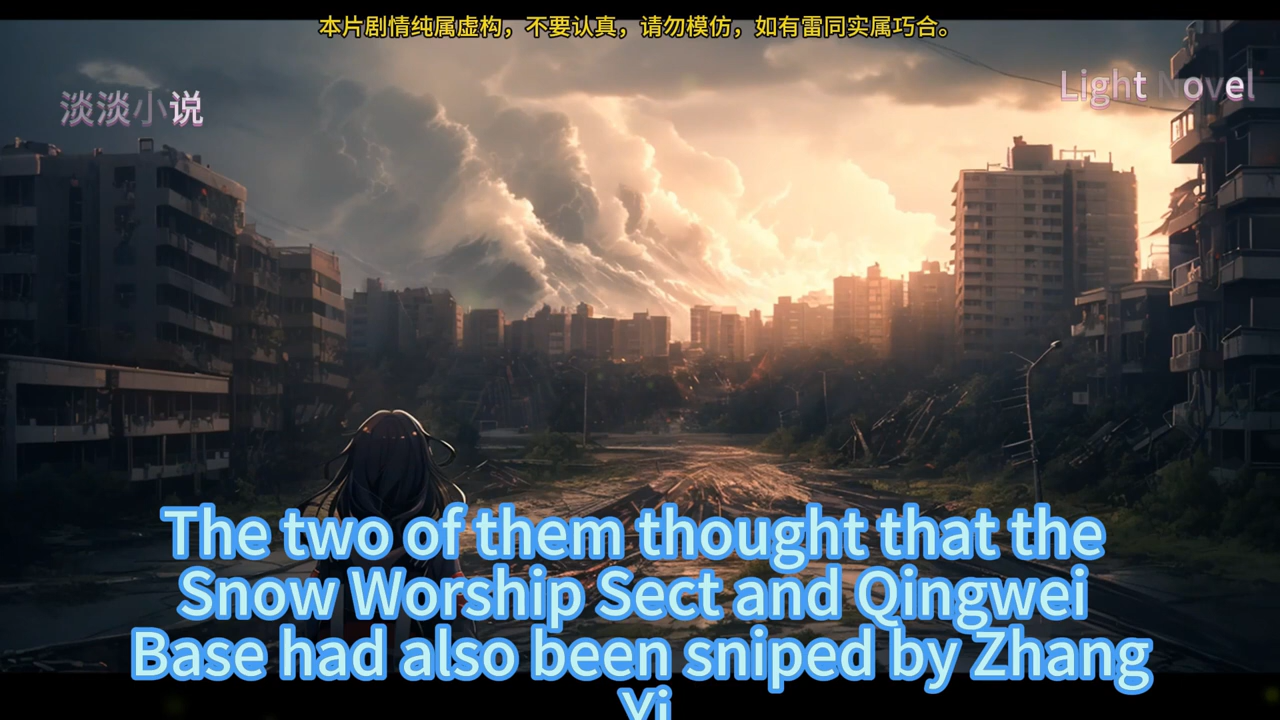 本片剧情纯属虚构，不要认真，请勿模仿，如有雷同实属巧合。
淡淡小说
Light Novel
The two of them thought that the
Snow Worship Sect and Qingwei
Base had also been sniped by Zhang
Yi